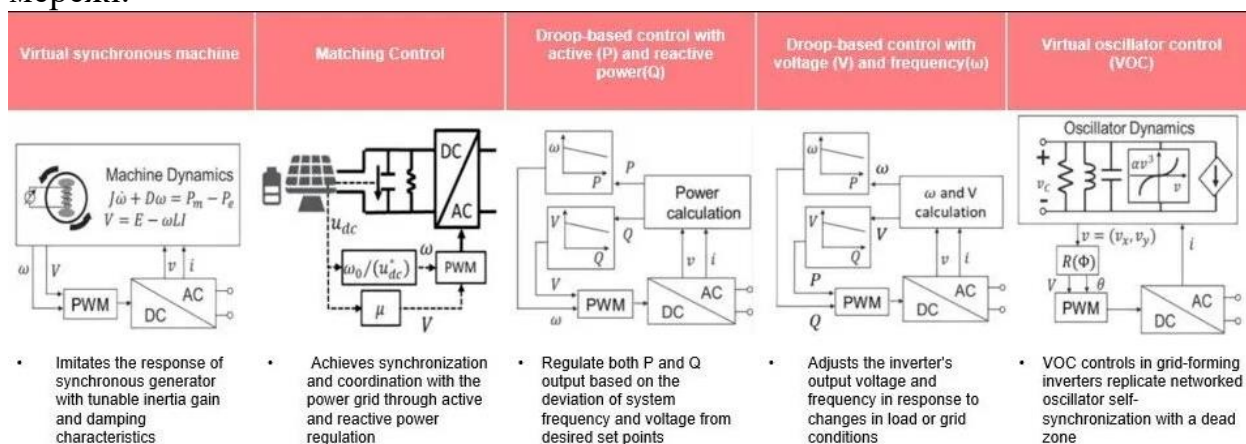 мережі.
Virtual synchronous machine
Matching Control
Droop-based control with
active (P) and reactive
power(Q)
Droop-based control with
voltage (V) and frequency(ω)
Virtual oscillator control
(VOC)
Machine Dynamics
Jω̇ + Dω = Pₘ − Pₑ
V = E − ωLI
ω
V
v
i
PWM
AC
DC
DC
AC
u_dc
ω₀/(u*_dc)
ω
PWM
μ
V
ω
P
P
Power
calculation
V
Q
Q
v
i
V
ω
PWM
AC
DC
ω
P
ω
ω and V
calculation
V
Q
V
v
i
P
Q
PWM
AC
DC
Oscillator Dynamics
+
v_C
-
αv³
v
v = (vₓ, v_y)
i
R(Φ)
V
θ
PWM
AC
DC
• Imitates the response of
synchronous generator
with tunable inertia gain
and damping
characteristics
• Achieves synchronization
and coordination with the
power grid through active
and reactive power
regulation
• Regulate both P and Q
output based on the
deviation of system
frequency and voltage from
desired set points
• Adjusts the inverter's
output voltage and
frequency in response to
changes in load or grid
conditions
• VOC controls in grid-forming
inverters replicate networked
oscillator self-
synchronization with a dead
zone